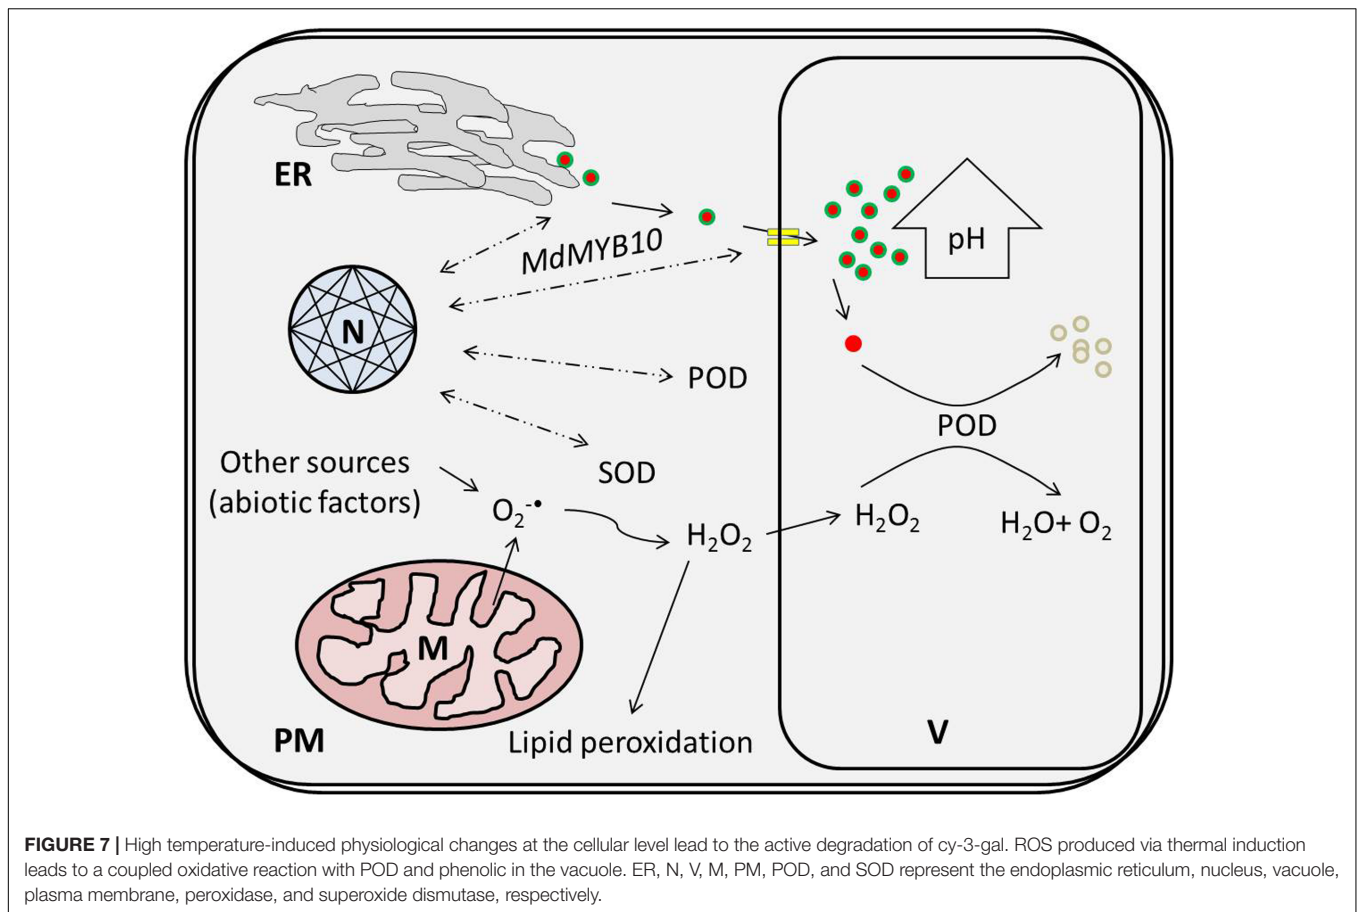 ER
pH
MdMYB10
N
POD
POD
SOD
Other sources
(abiotic factors)
O₂⁻•
H₂O₂
H₂O₂
H₂O+ O₂
M
V
PM
Lipid peroxidation
FIGURE 7 | High temperature-induced physiological changes at the cellular level lead to the active degradation of cy-3-gal. ROS produced via thermal induction
leads to a coupled oxidative reaction with POD and phenolic in the vacuole. ER, N, V, M, PM, POD, and SOD represent the endoplasmic reticulum, nucleus, vacuole,
plasma membrane, peroxidase, and superoxide dismutase, respectively.